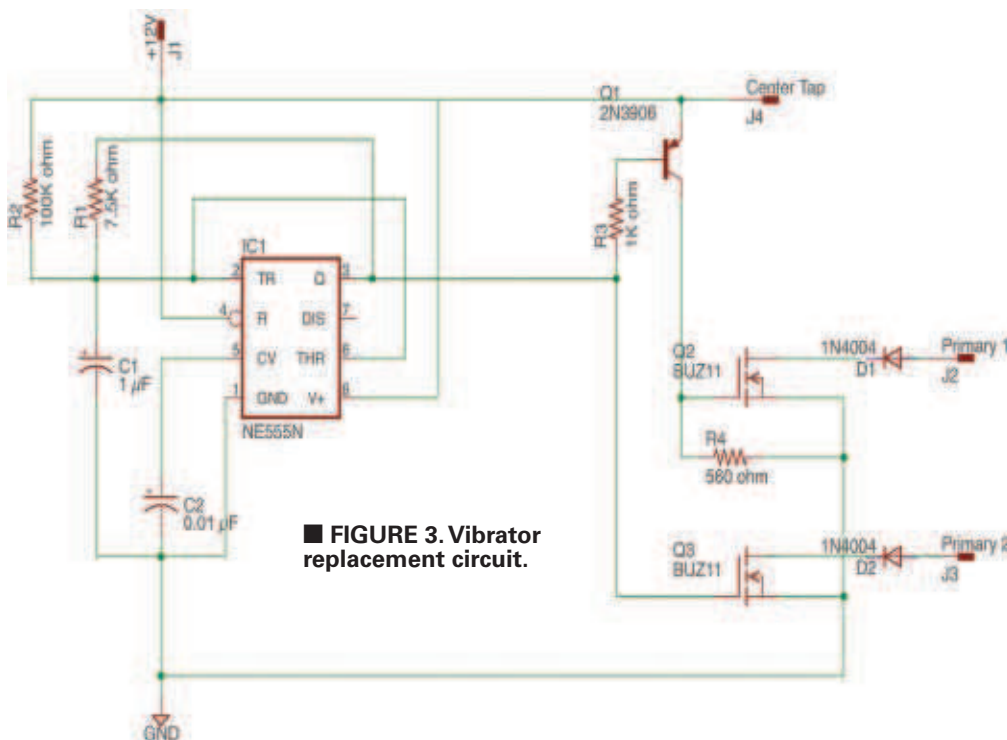 +12V
J1
Center Tap
J4
Q1
2N3906
R2
100K ohm
R1
7.5K ohm
R3
1K ohm
IC1
2 TR Q 3
4 R DIS 7
5 CV THR 6
1 GND V+ 8
NE555N
C1
1 µF
C2
0.01 µF
Q2
BUZ11
1N4004
D1
Primary 1
J2
R4
560 ohm
■ FIGURE 3. Vibrator
replacement circuit.
Q3
BUZ11
1N4004
D2
Primary 2
J3
GND